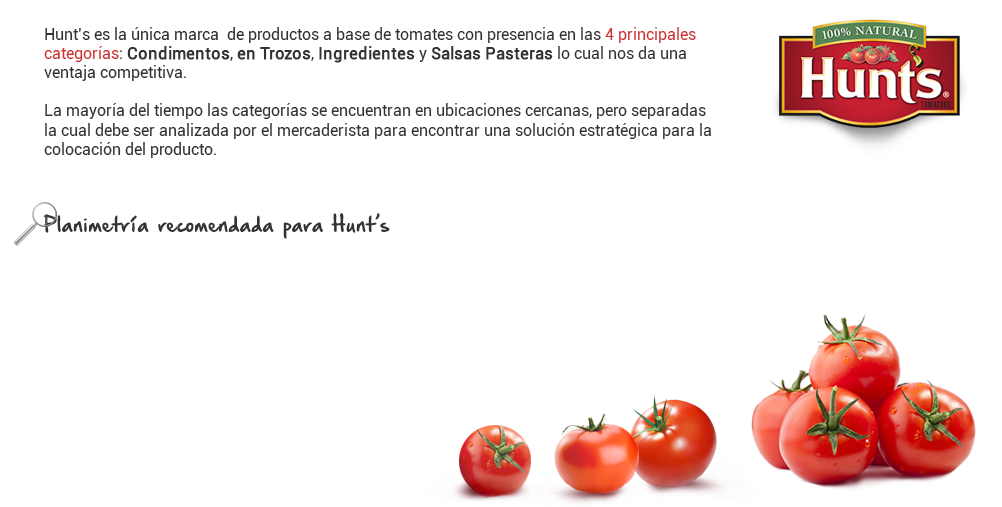 Hunt's es la única marca  de productos a base de tomates con presencia en las 4 principales
categorías: Condimentos, en Trozos, Ingredientes y Salsas Pasteras lo cual nos da una
ventaja competitiva.
La mayoría del tiempo las categorías se encuentran en ubicaciones cercanas, pero separadas
la cual debe ser analizada por el mercaderista para encontrar una solución estratégica para la
colocación del producto.
100% NATURAL
Hunt's®
TOMATOES
Planimetría recomendada para Hunt's